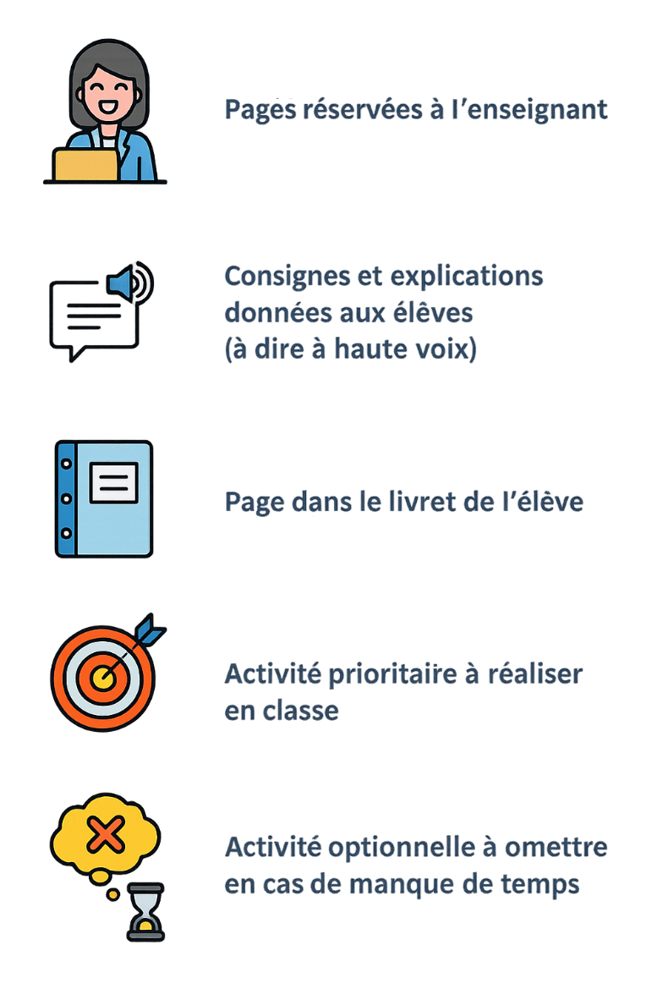 Pages réservées à l'enseignant
Consignes et explications
données aux élêves
(à dire à haute voix)
Page dans le livret de l'élève
Activité prioritaire à réaliser
en classe
Activité optionnelle à omettre
en cas de manque de temps